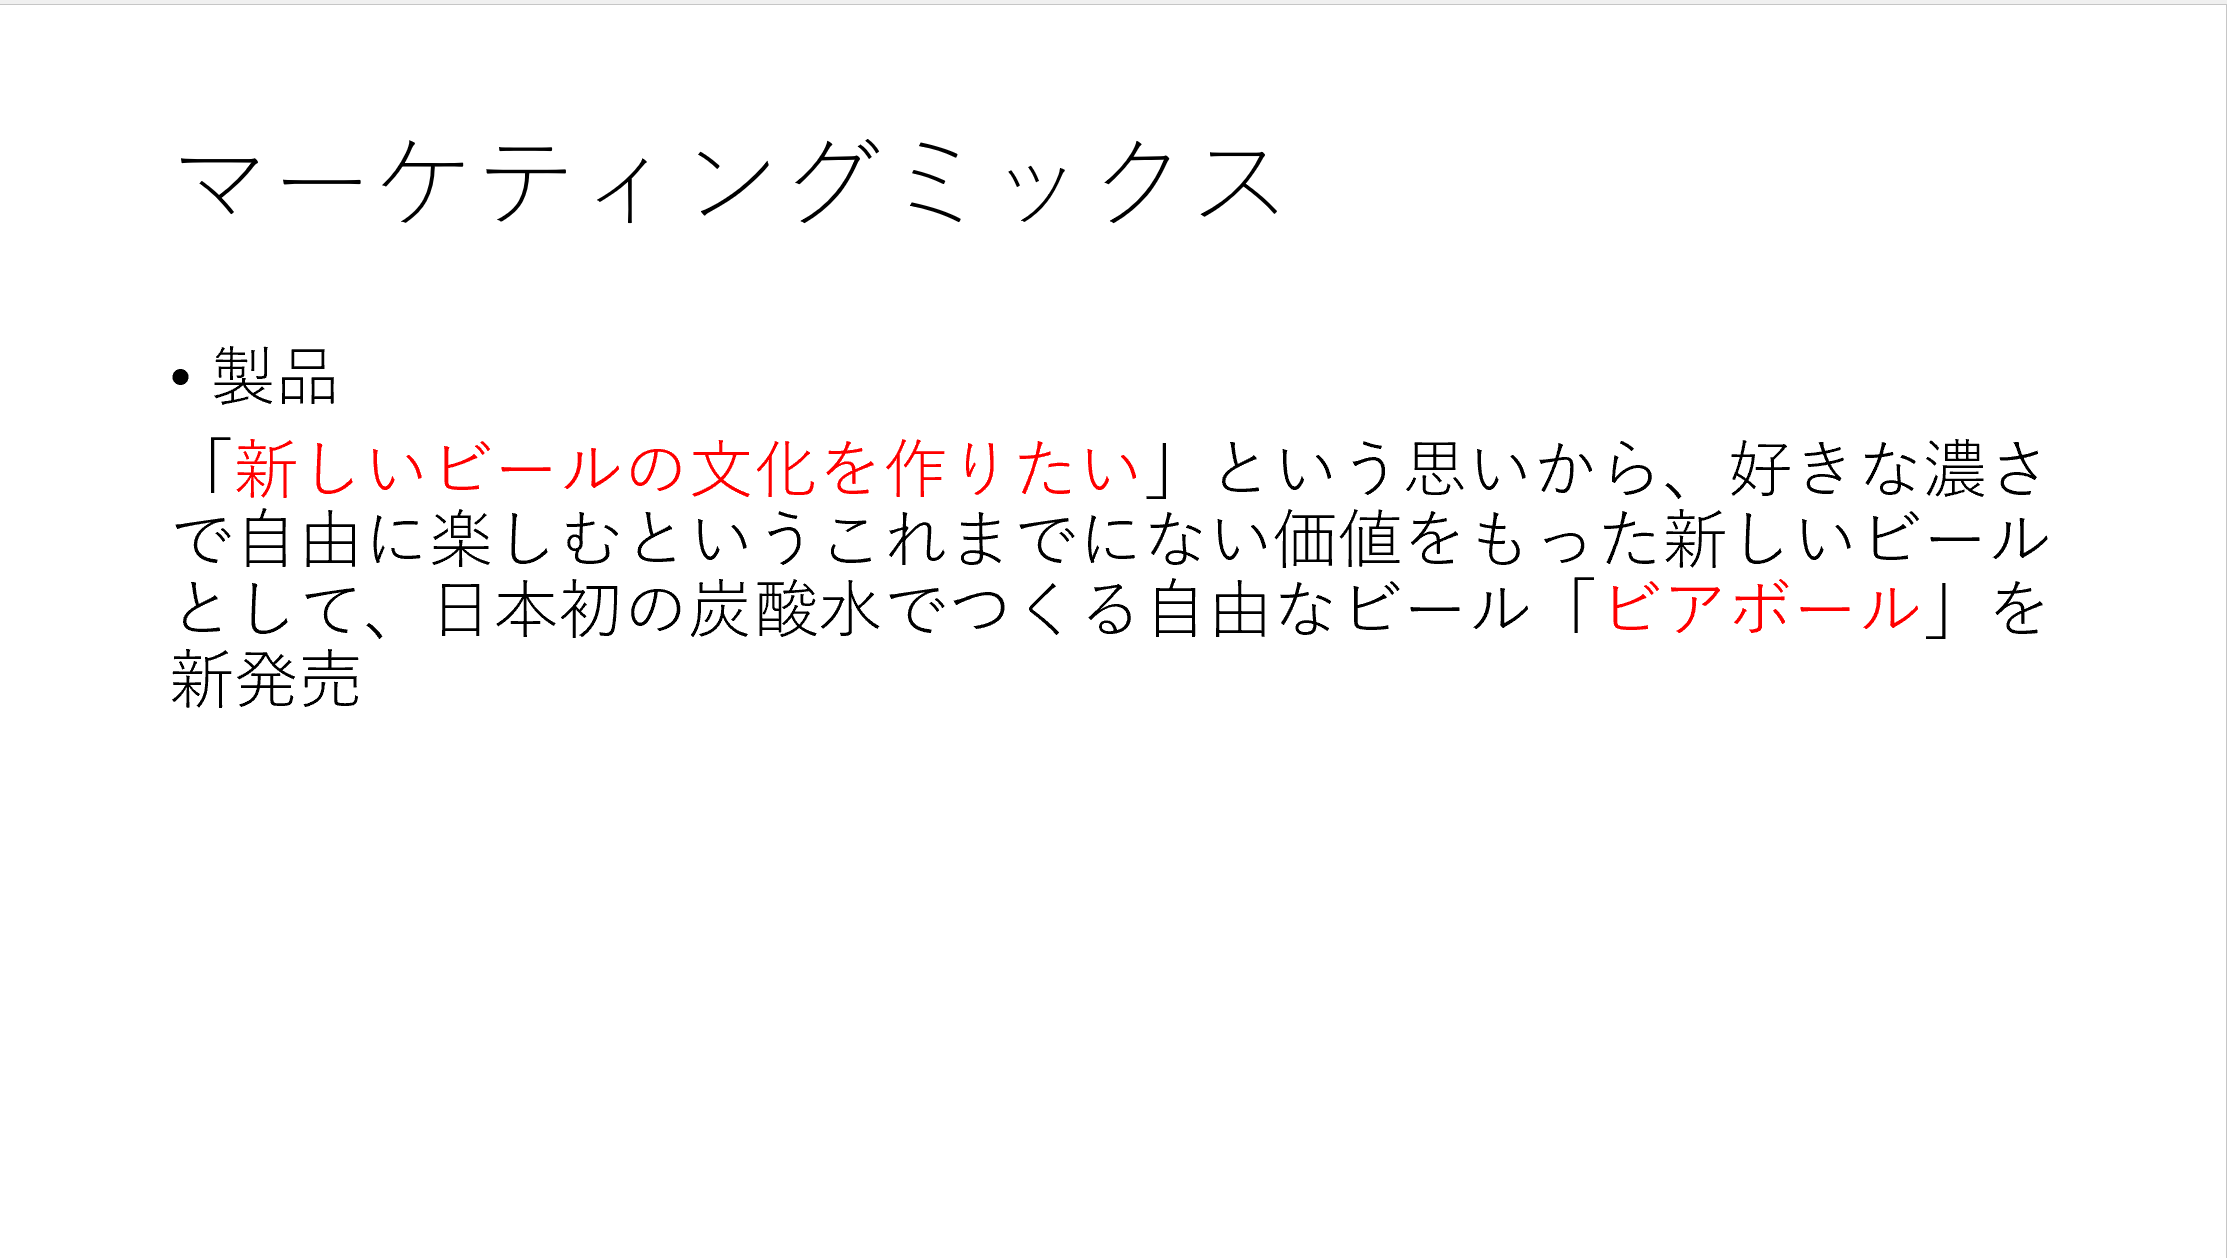 マーケティングミックス
• 製品
「新しいビールの文化を作りたい」という思いから、好きな濃さ
で自由に楽しむというこれまでにない価値をもった新しいビール
として、日本初の炭酸水でつくる自由なビール「ビアボール」を
新発売